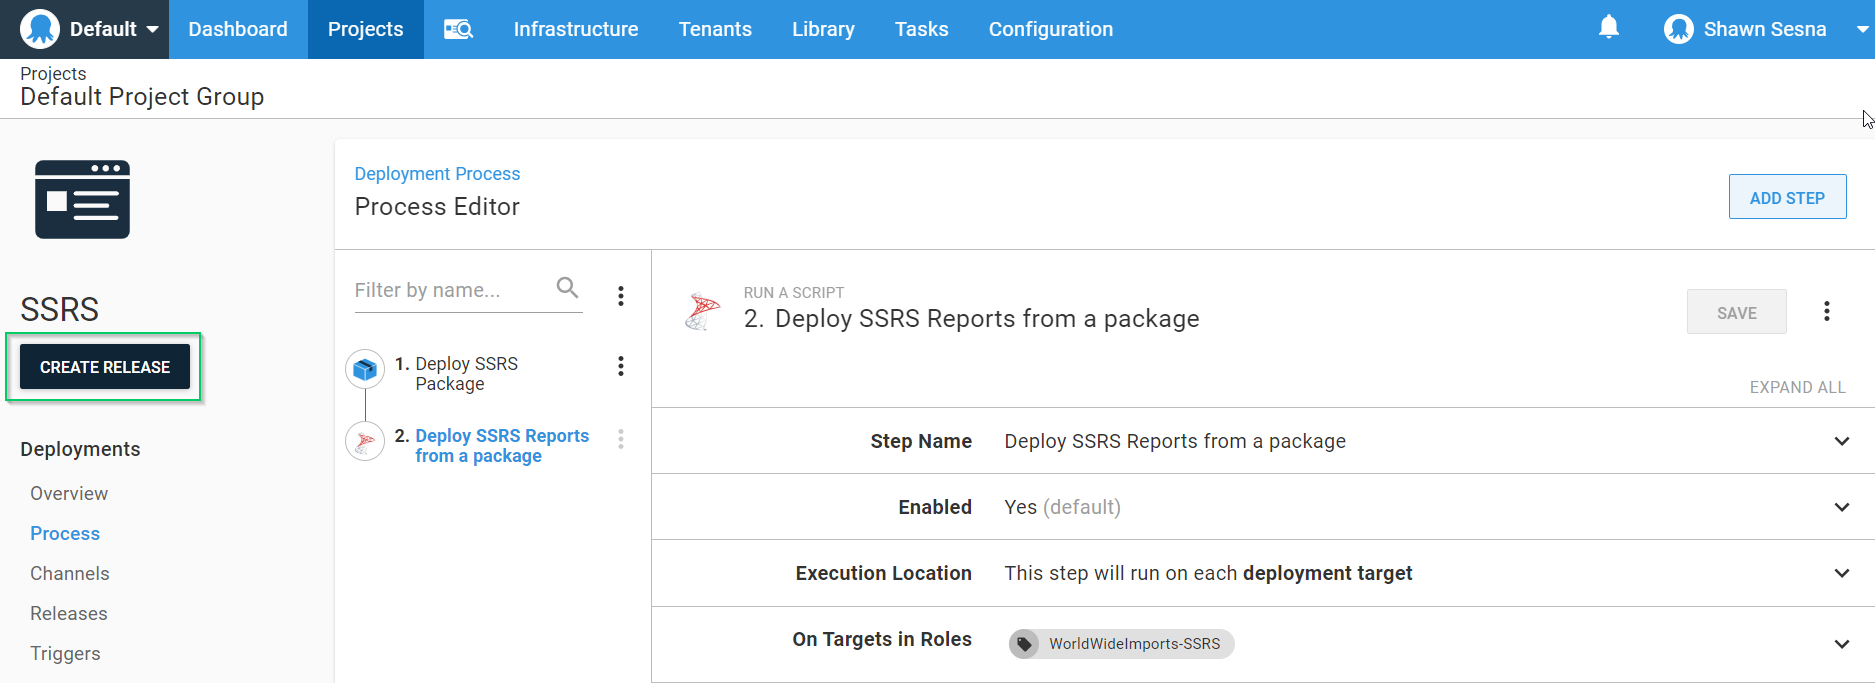 Default Dashboard Projects Infrastructure Tenants Library Tasks Configuration Shawn Sesna
Projects
Default Project Group
SSRS
CREATE RELEASE
Deployments
Overview
Process
Channels
Releases
Triggers
Deployment Process
Process Editor
ADD STEP
Filter by name...
1. Deploy SSRS
Package
2. Deploy SSRS Reports
from a package
RUN A SCRIPT
2. Deploy SSRS Reports from a package
SAVE
EXPAND ALL
Step Name Deploy SSRS Reports from a package
Enabled Yes (default)
Execution Location This step will run on each deployment target
On Targets in Roles WorldWideImports-SSRS